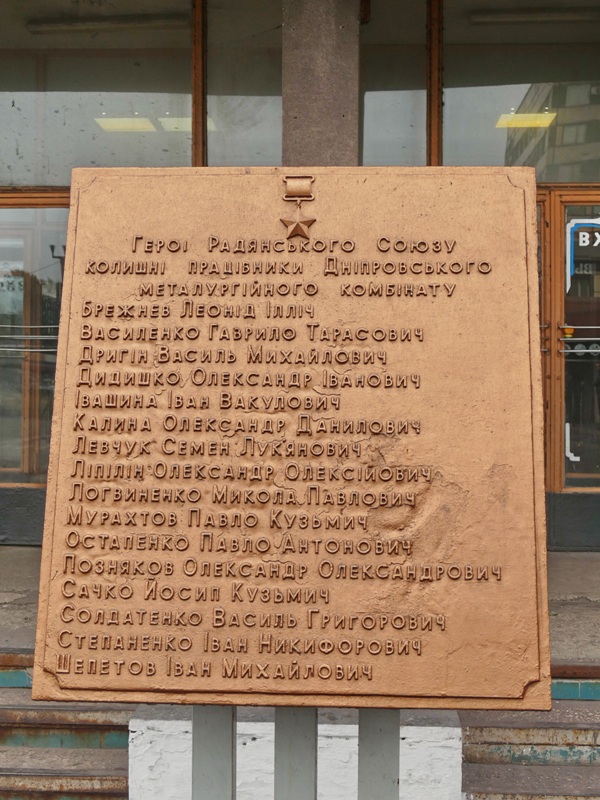 Герої Радянського Союзу
колишні працівники Дніпровського
металургійного комбінату
Брежнєв Леонід Ілліч
Василенко Гаврило Тарасович
Дригін Василь Михайлович
Дидишко Олександр Іванович
Івашина Іван Вакулович
Калина Олександр Данилович
Левчук Семен Лук'янович
Ліпілін Олександр Олексійович
Логвиненко Микола Павлович
Мурахтов Павло Кузьмич
Остапенко Павло Антонович
Позняков Олександр Олександрович
Сачко Йосип Кузьмич
Солдатенко Василь Григорович
Степаненко Іван Никифорович
Шепетов Іван Михайлович